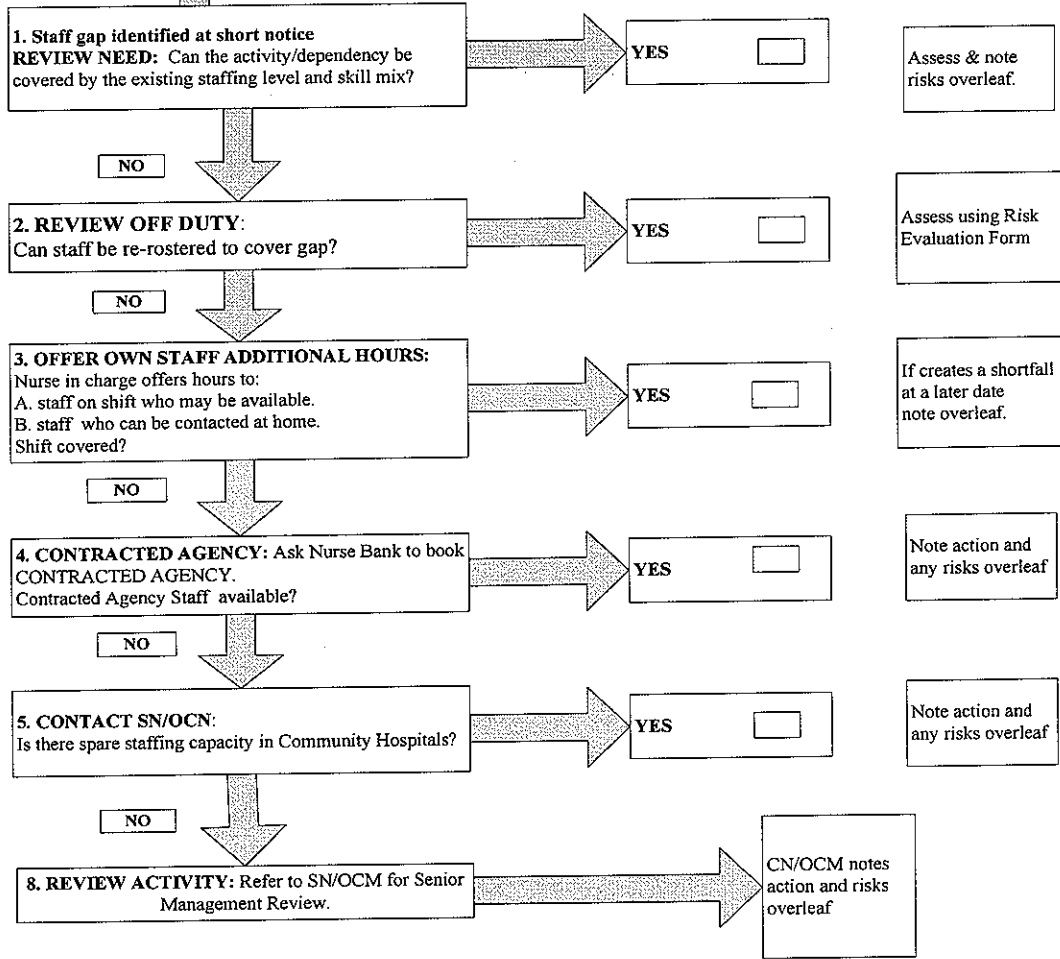 1. Staff gap identified at short notice
REVIEW NEED: Can the activity/dependency be
covered by the existing staffing level and skill mix?
YES
Assess & note
risks overleaf.
NO
2. REVIEW OFF DUTY:
Can staff be re-rostered to cover gap?
YES
Assess using Risk
Evaluation Form
NO
3. OFFER OWN STAFF ADDITIONAL HOURS:
Nurse in charge offers hours to:
A. staff on shift who may be available.
B. staff who can be contacted at home.
Shift covered?
YES
If creates a shortfall
at a later date
note overleaf.
NO
4. CONTRACTED AGENCY: Ask Nurse Bank to book
CONTRACTED AGENCY.
Contracted Agency Staff available?
YES
Note action and
any risks overleaf
NO
5. CONTACT SN/OCN:
Is there spare staffing capacity in Community Hospitals?
YES
Note action and
any risks overleaf
NO
8. REVIEW ACTIVITY: Refer to SN/OCM for Senior
Management Review.
CN/OCM notes
action and risks
overleaf